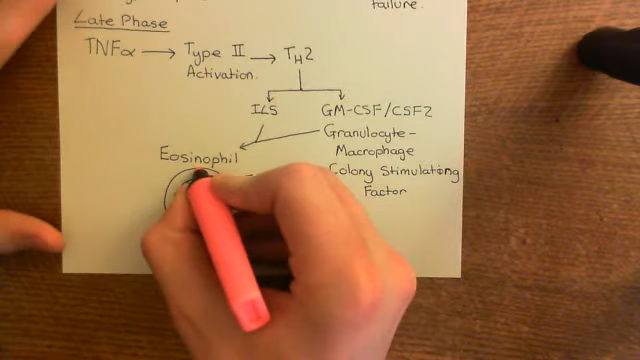 failure.
Late Phase
TNFα → Type II → TH2
Activation.
IL5 GM-CSF/CSF2
Granulocyte-
Macrophage
Colony Stimulating
Factor
Eosinophil